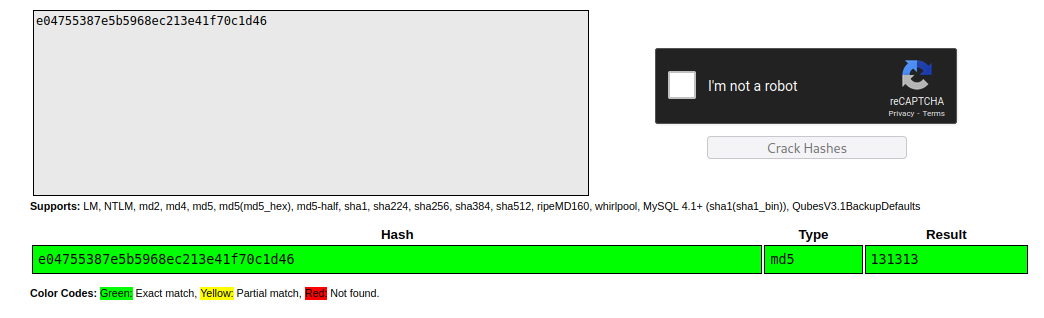 e04755387e5b5968ec213e41f70c1d46
I'm not a robot
reCAPTCHA
Privacy - Terms
Crack Hashes
Supports: LM, NTLM, md2, md4, md5, md5(md5_hex), md5-half, sha1, sha224, sha256, sha384, sha512, ripeMD160, whirlpool, MySQL 4.1+ (sha1(sha1_bin)), QubesV3.1BackupDefaults
Hash Type Result
e04755387e5b5968ec213e41f70c1d46 md5 131313
Color Codes: Green: Exact match, Yellow: Partial match, Red: Not found.